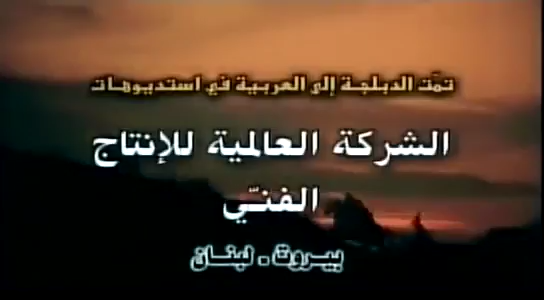 تمّت الدبلجة إلى العربية في استديوهات
الشركة العالمية للإنتاج
الفنّي
بيروت . لبنان